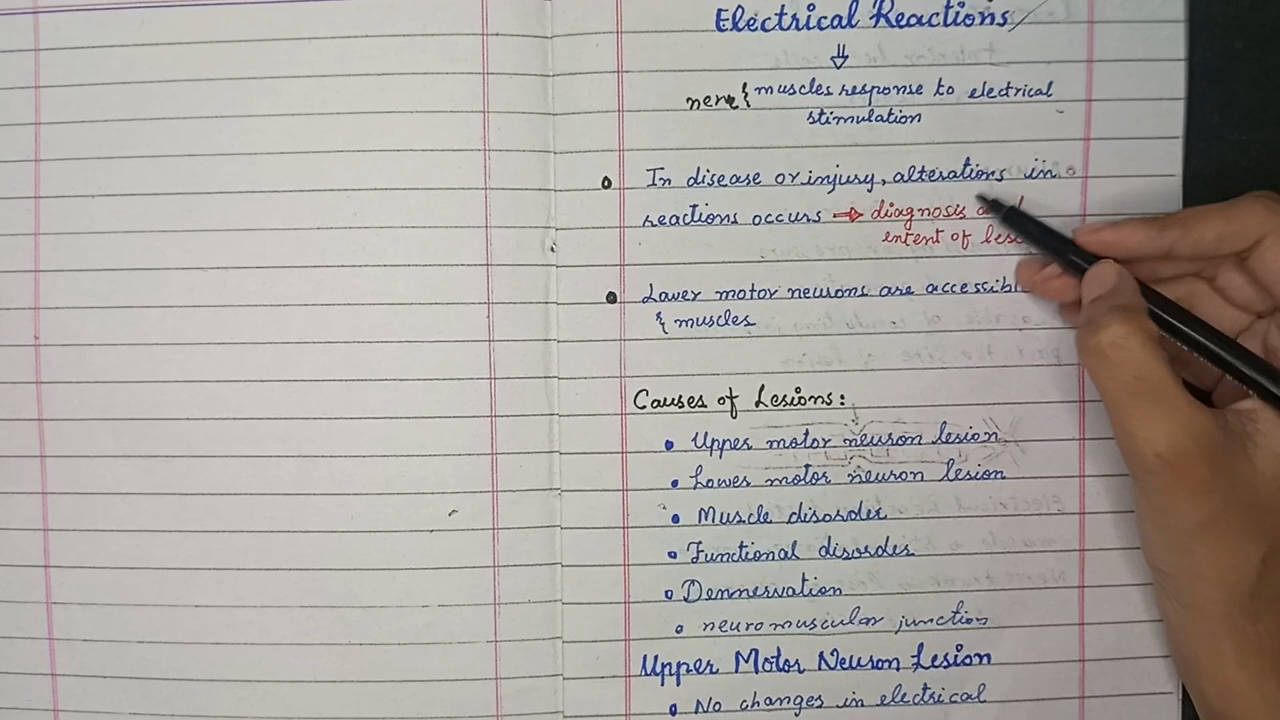 Electrical Reactions
⇓
nerve { muscles response to electrical
stimulation
• In disease or injury, alterations in
reactions occurs ⇒ diagnosis
entent of
• Lower motor neurons are
{ muscles
Causes of Lesions:
• Upper motor neuron lesion
• Lower motor neuron lesion
• Muscle disorder
• Functional disorder
• Dennervation
• neuromuscular junction
Upper Motor Neuron Lesion
• No changes in electrical